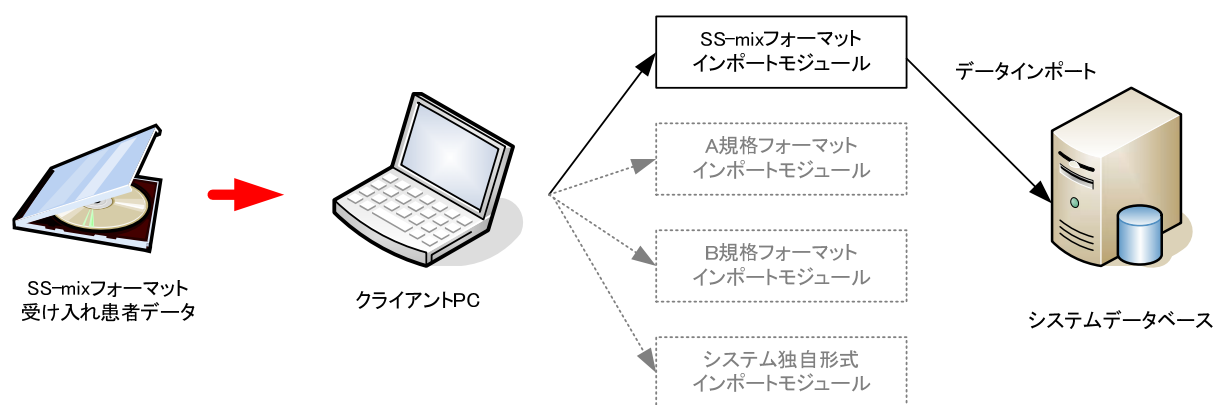 SS-mixフォーマット
受け入れ患者データ
クライアントPC
SS-mixフォーマット
インポートモジュール
A規格フォーマット
インポートモジュール
B規格フォーマット
インポートモジュール
システム独自形式
インポートモジュール
データインポート
システムデータベース